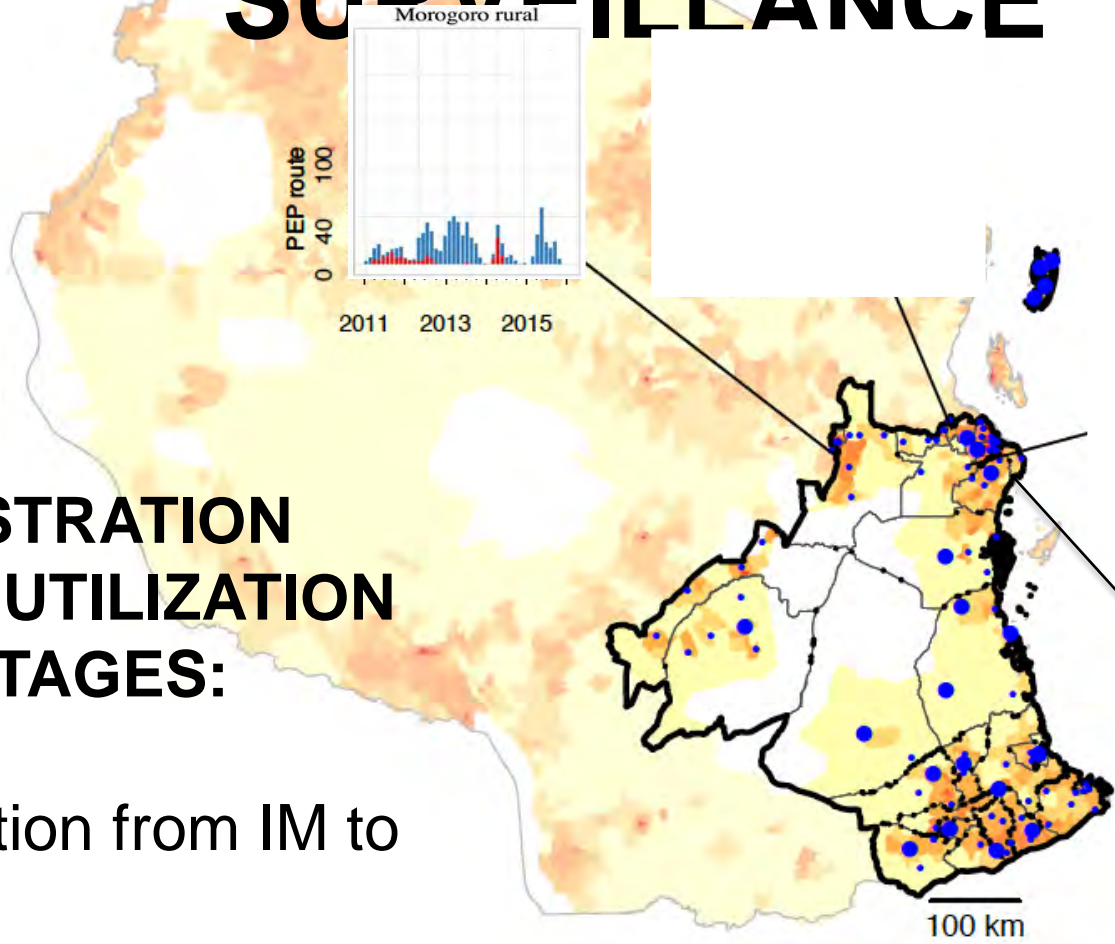 SURVEILLANCE
Morogoro rural
PEP route
100
40
0
2011 2013 2015
STRATION
UTILIZATION
TAGES:
tion from IM to
100 km